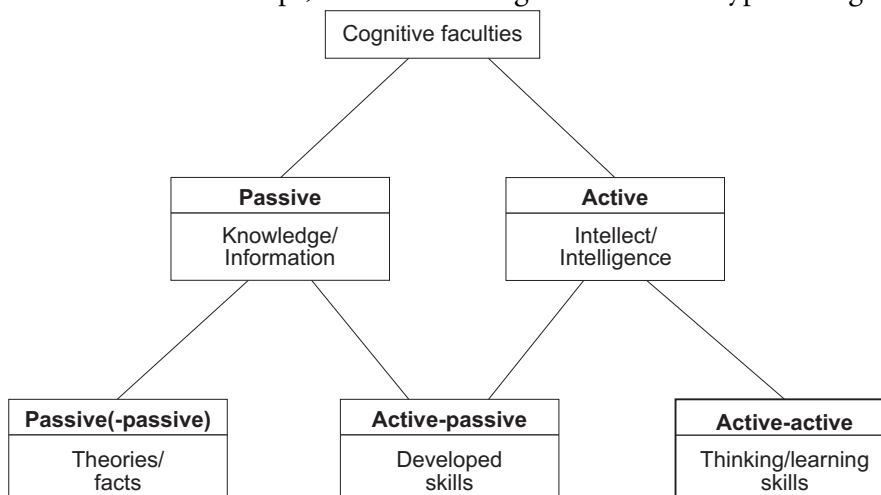 Cognitive faculties
Passive
Knowledge/
Information
Active
Intellect/
Intelligence
Passive(-passive)
Theories/
facts
Active-passive
Developed
skills
Active-active
Thinking/learning
skills